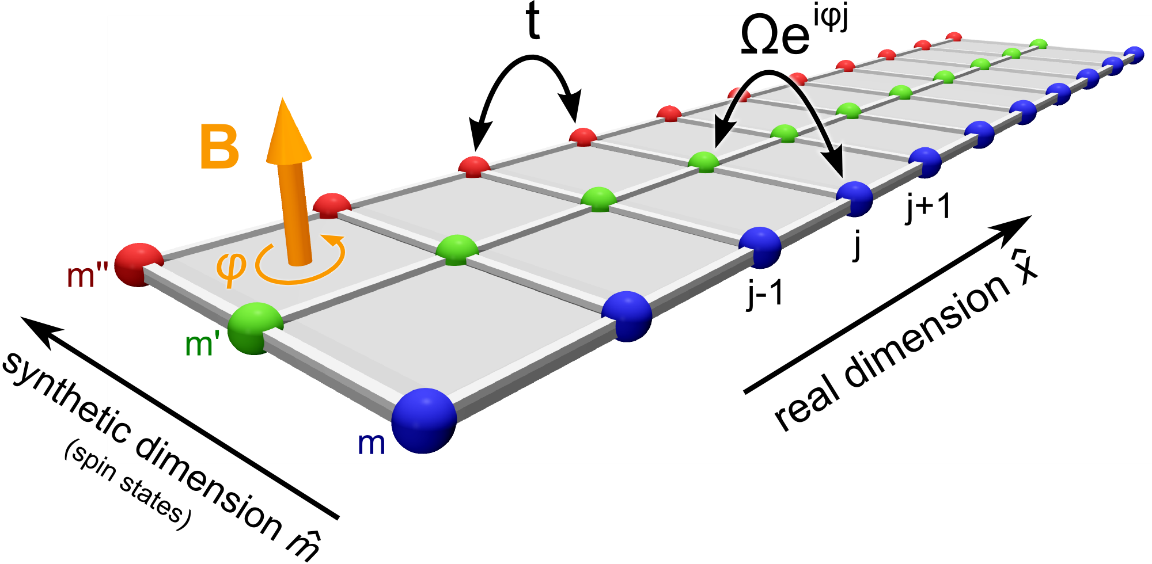 t
Ωe^{iφj}
B
φ
m"
m'
m
j-1
j
j+1
synthetic dimension m̂
(spin states)
real dimension x̂